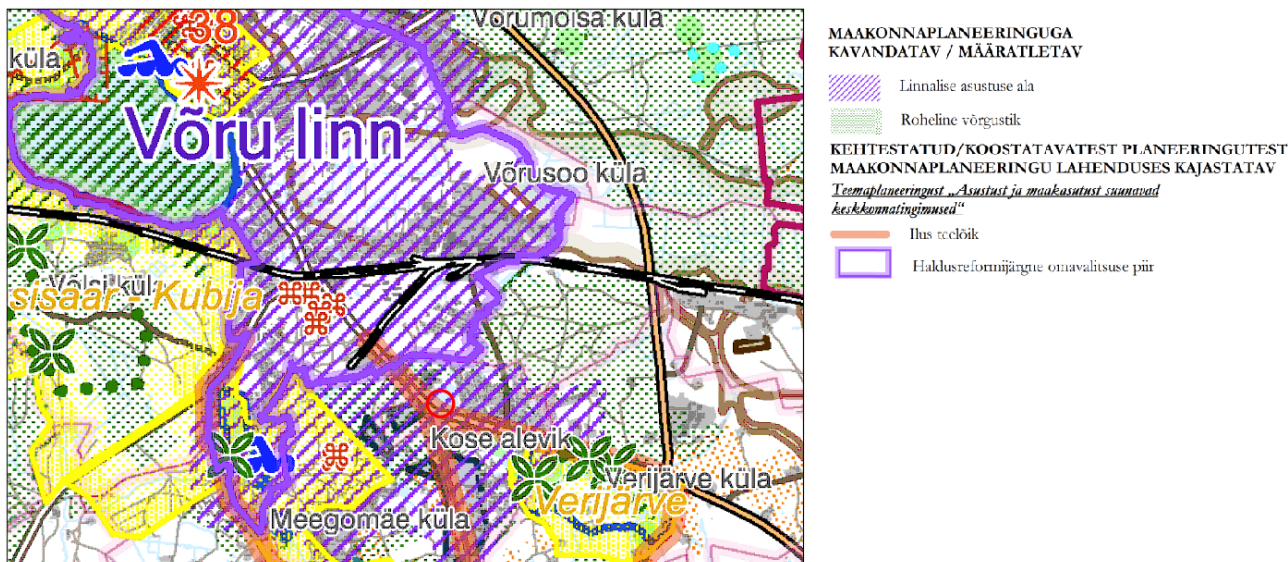 38
Võrumõisa küla
küla
Võru linn
Võrusoo küla
Võlsi küla
sisaar - Kubija
Kose alevik
Verijärve küla
Verijärve
Meegomäe küla
MAAKONNAPLANEERINGUGA
KAVANDATAV / MÄÄRATLETAV
Linnalise asustuse ala
Roheline võrgustik
KEHTESTATUD/KOOSTATAVATEST PLANEERINGUTEST
MAAKONNAPLANEERINGU LAHENDUSES KAJASTATAV
Teemaplaneeringust „Asustust ja maakasutust suunavad
keskkonnatingimused“
Ilus teelõik
Haldusreformijärgne omavalitsuse piir